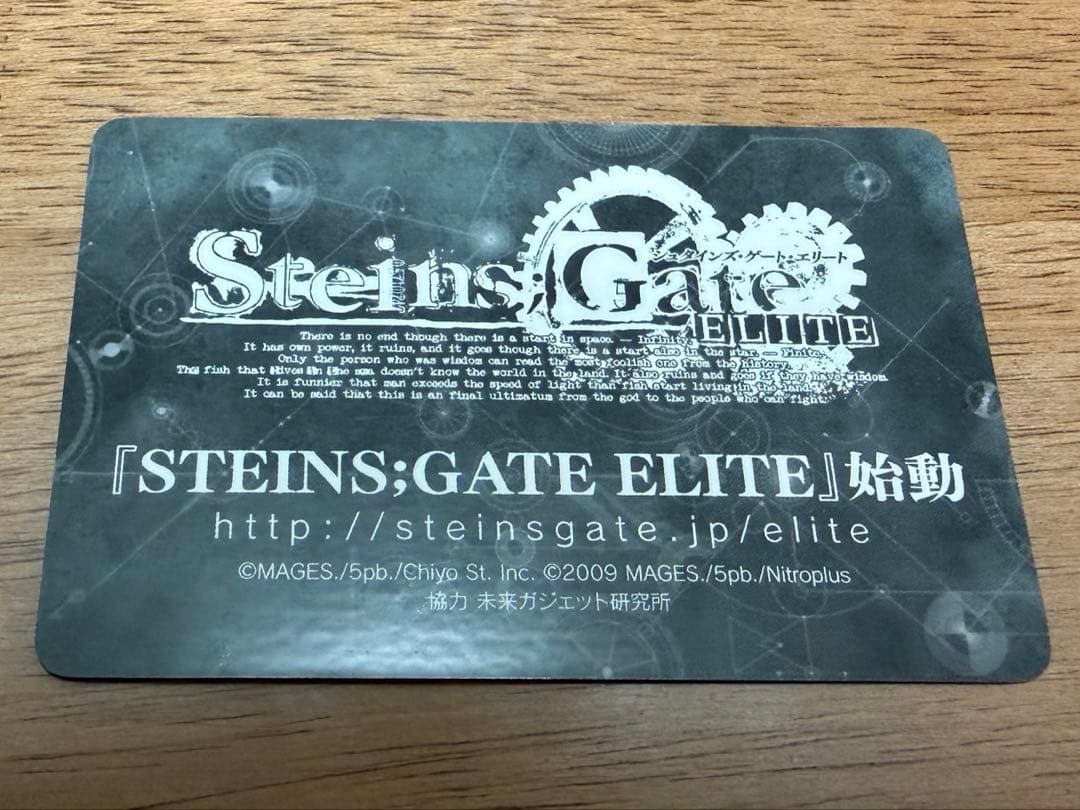 Steins;Gate
シュタインズ・ゲート・エリート
ELITE
There is no end though there is a start in space. — Infinity.
It has own power, it ruins, and it goes though there is a start also in the star. — Finite.
Only the person who was wisdom can read the most foolish one from the history.
The fish that lives in the sea doesn't know the world in the land. It also ruins and goes if they have wisdom.
It is funnier that man exceeds the speed of light than fish start living in the land.
It can be said that this is an final ultimatum from the god to the people who can fight.
『STEINS;GATE ELITE』始動
http://steinsgate.jp/elite
©MAGES./5pb./Chiyo St. Inc. ©2009 MAGES./5pb./Nitroplus
協力 未来ガジェット研究所